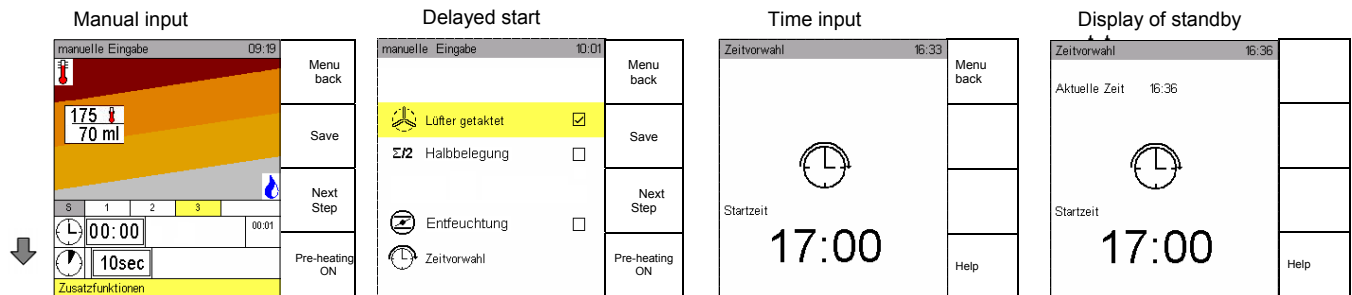 Manual input
manuelle Eingabe 09:19
175
70 ml
S 1 2 3
00:00 00:01
10sec
Zusatzfunktionen
Menu
back
Save
Next
Step
Pre-heating
ON
Delayed start
manuelle Eingabe 10:01
Lüfter getaktet
Σ/2 Halbbelegung
Entfeuchtung
Zeitvorwahl
Menu
back
Save
Next
Step
Pre-heating
ON
Time input
Zeitvorwahl 16:33
Startzeit
17:00
Menu
back
Help
Display of standby
Zeitvorwahl 16:36
Aktuelle Zeit 16:36
Startzeit
17:00
Help